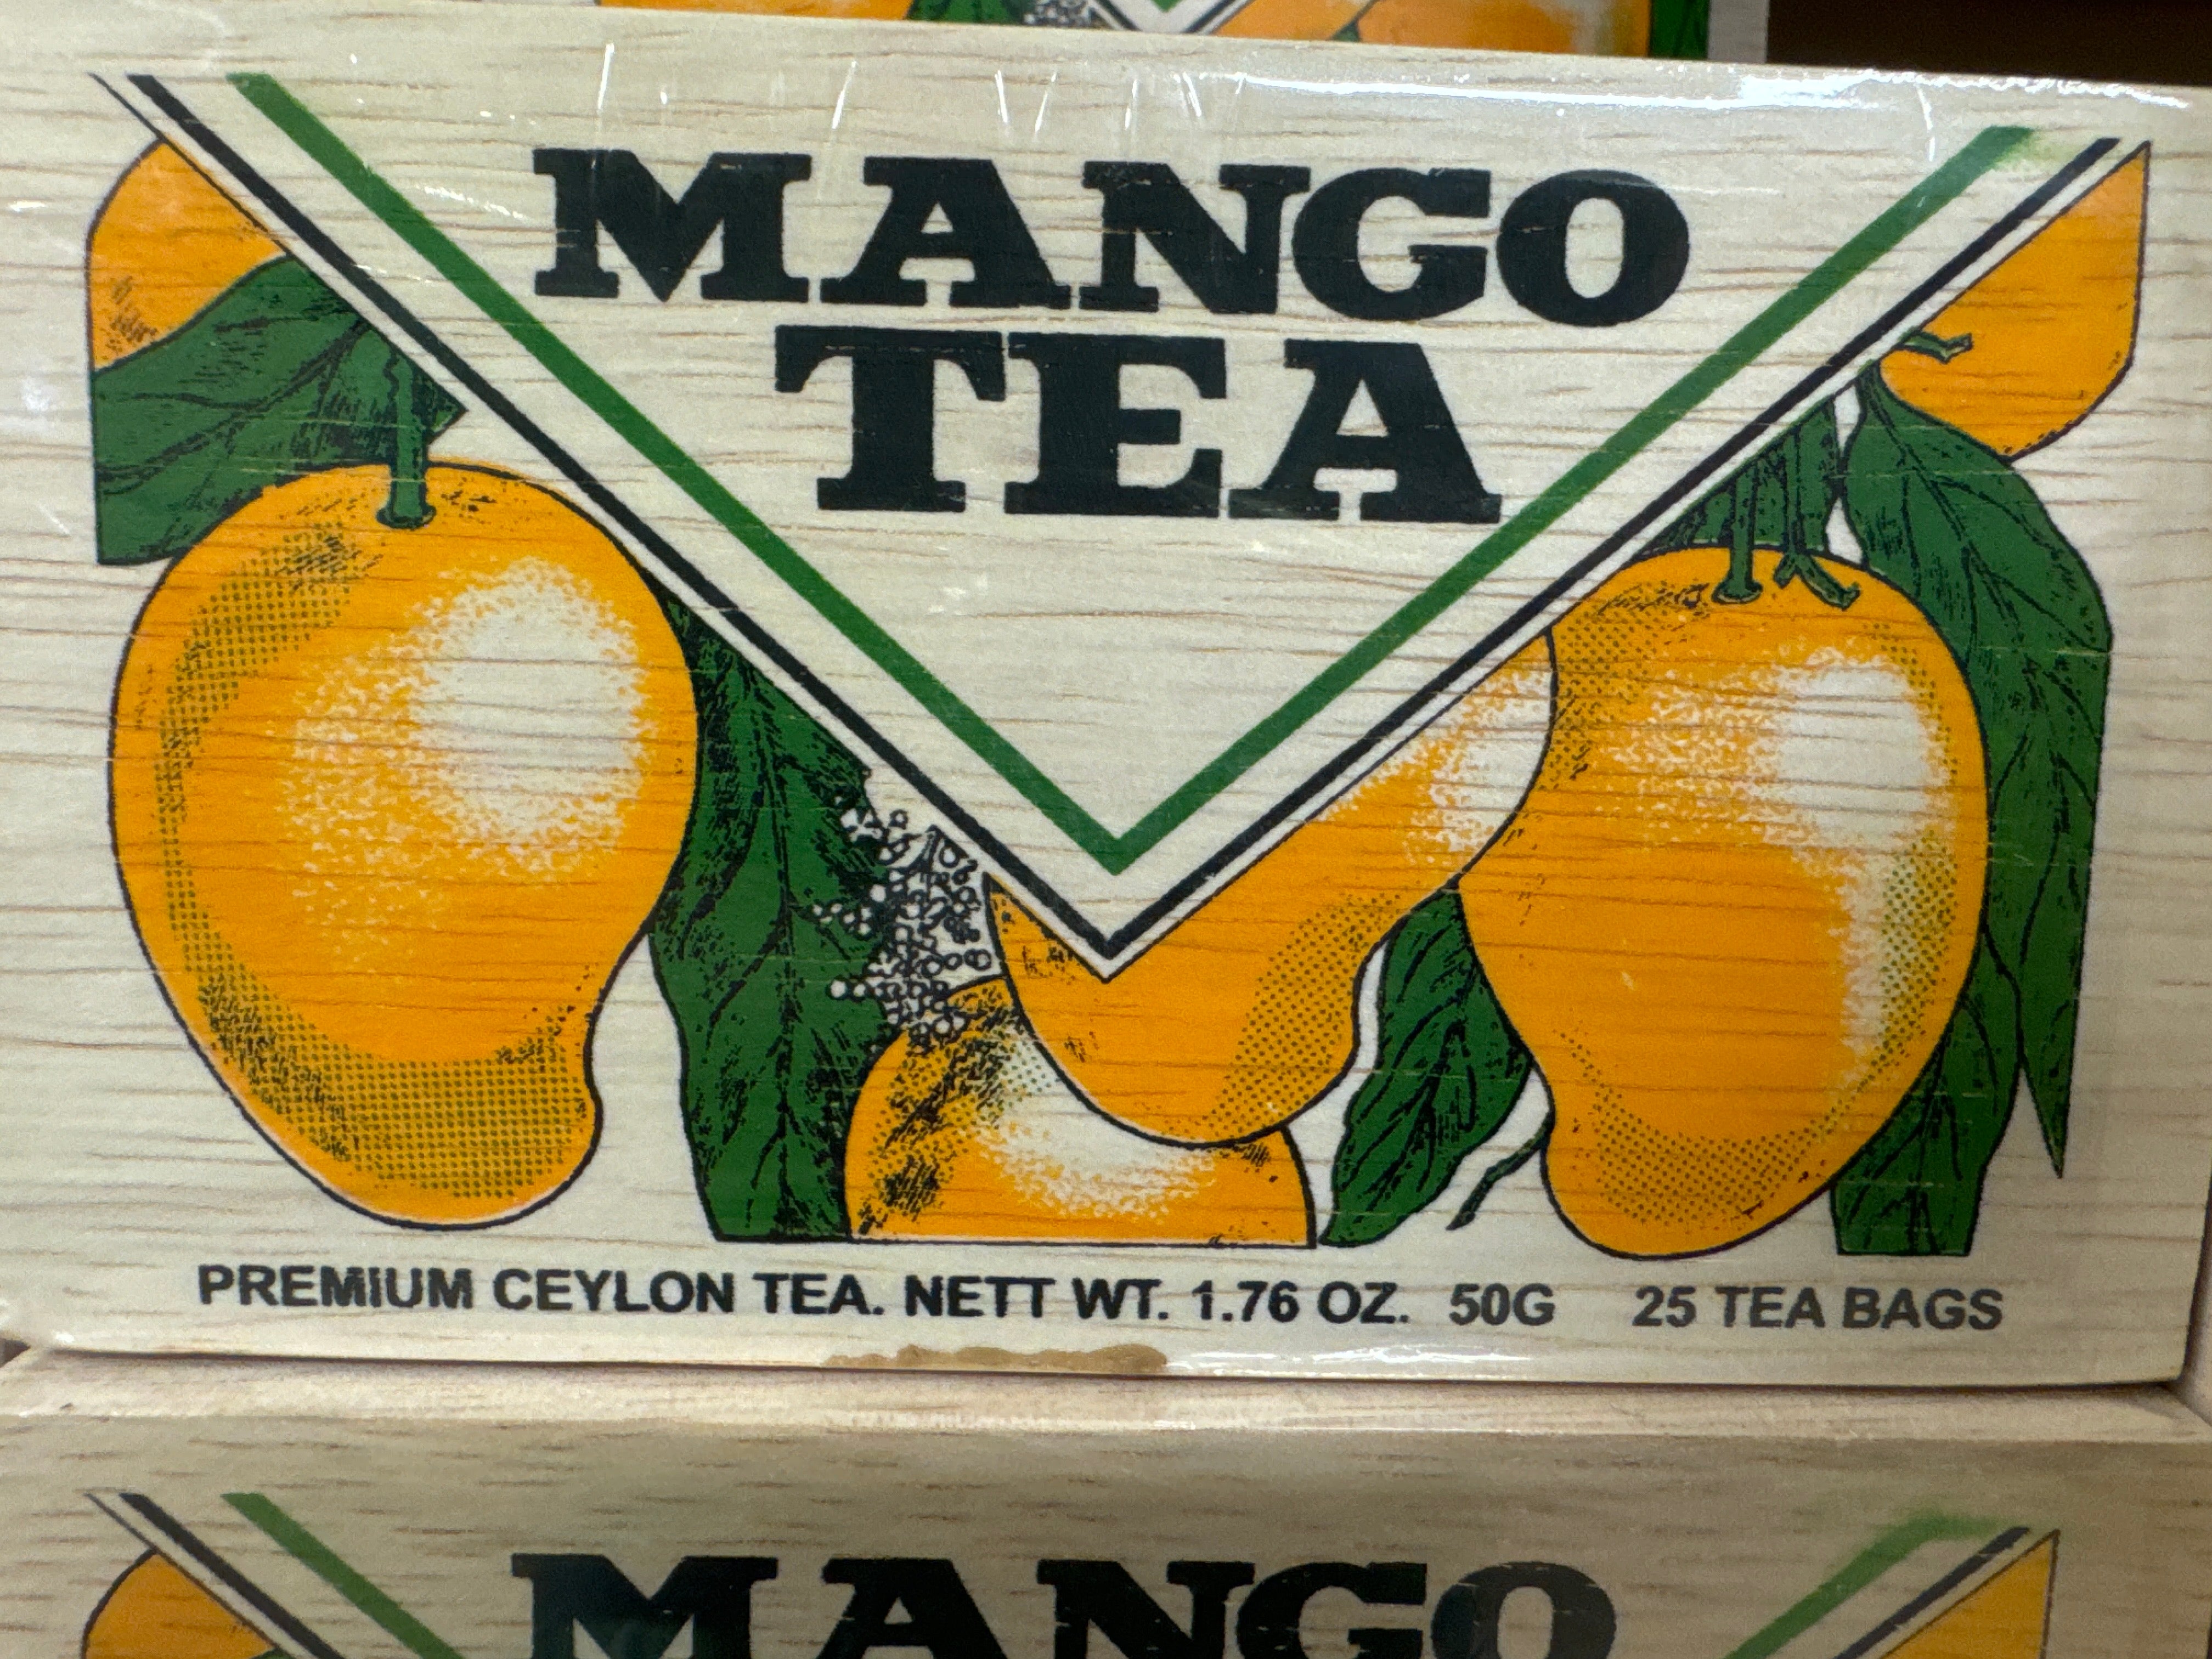 MANGO
TEA
PREMIUM CEYLON TEA. NETT WT. 1.76 OZ. 50G 25 TEA BAGS
MANGO